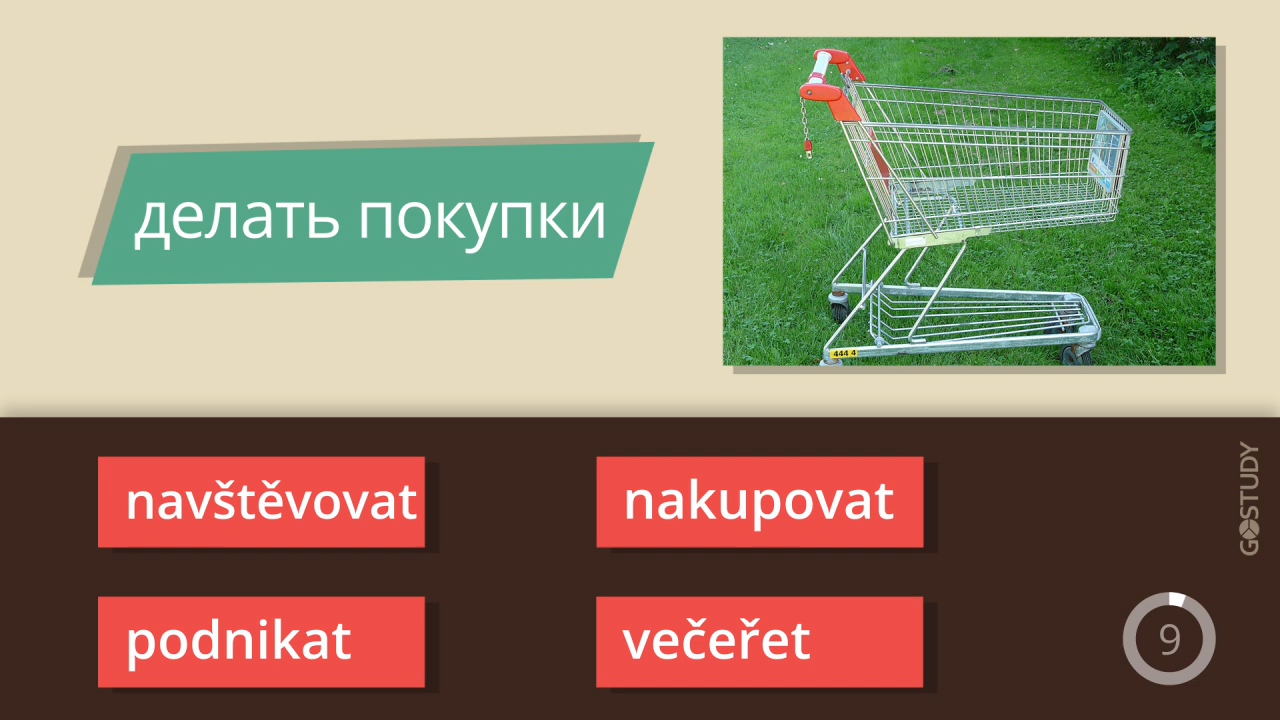 делать покупки
navštěvovat
nakupovat
podnikat
večeřet
9
GOSTUDY
444 4